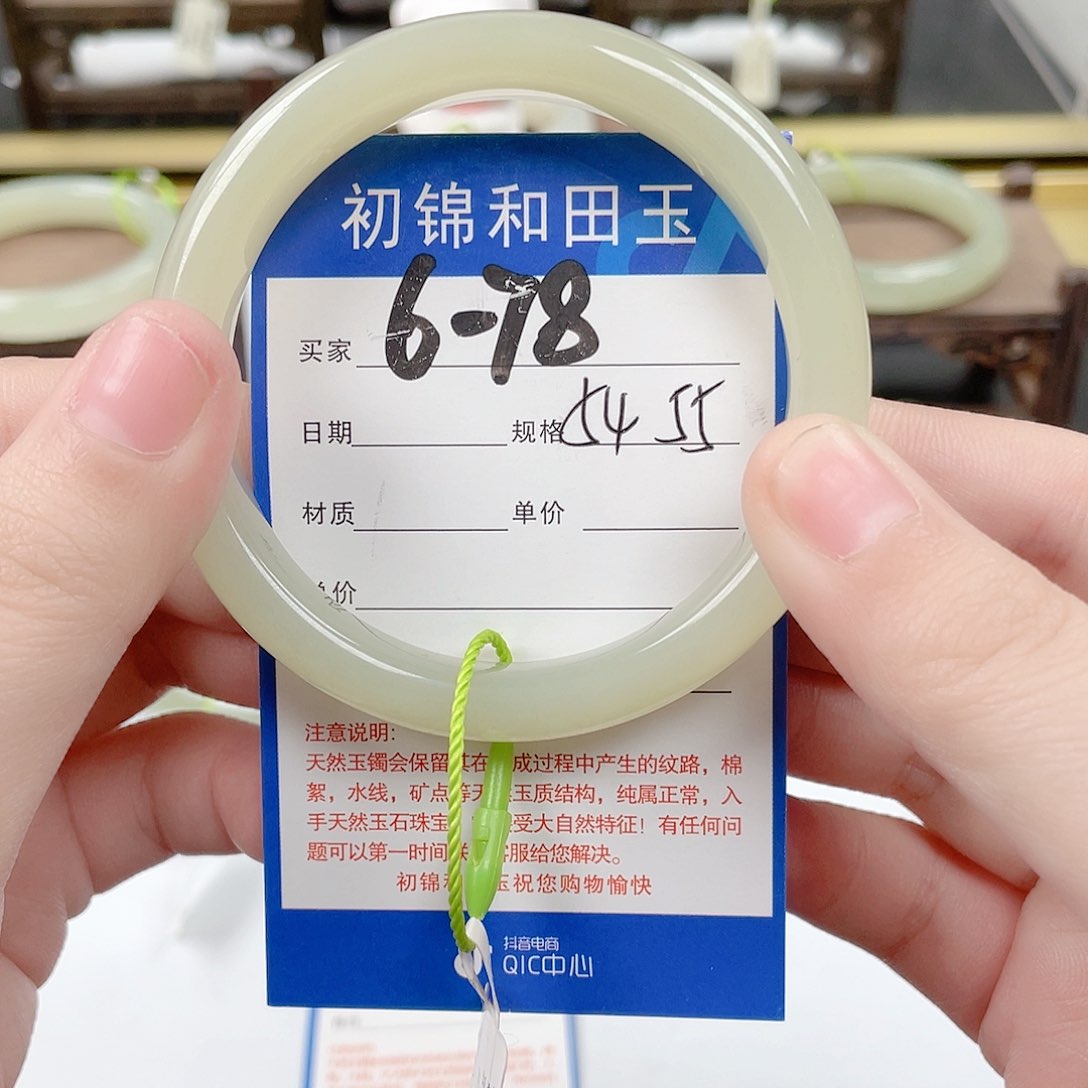 初锦和田玉
买家 6-78
日期 规格 54 55
材质 单价
价
注意说明:
天然玉镯会保留其在 成过程中产生的纹路，棉
絮，水线，矿点等天 玉质结构，纯属正常，入
手天然玉石珠宝 受大自然特征！有任何问
题可以第一时间 客服给您解决。
初锦 玉祝您购物愉快
抖音电商
QIC中心